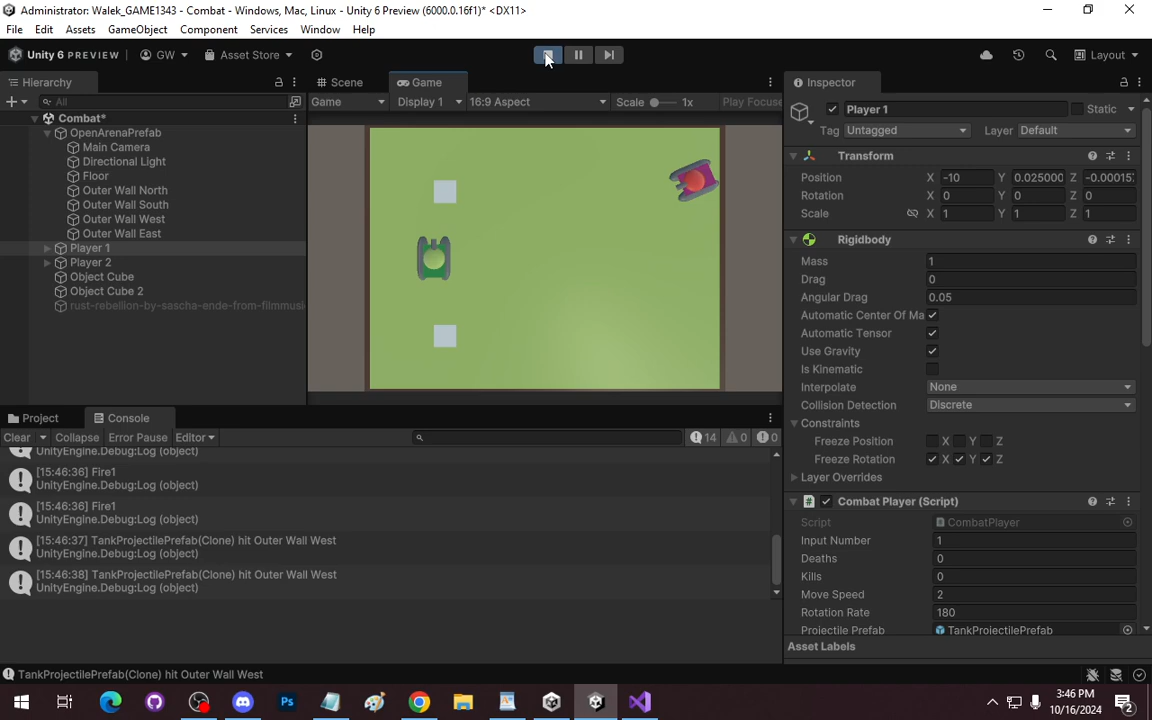 Administrator: Walek_GAME1343 - Combat - Windows, Mac, Linux - Unity 6 Preview (6000.0.16f1)* <DX11>
File Edit Assets GameObject Component Services Window Help
Unity 6 PREVIEW GW Asset Store Layout
Hierarchy
All
Combat*
OpenArenaPrefab
Main Camera
Directional Light
Floor
Outer Wall North
Outer Wall South
Outer Wall West
Outer Wall East
Player 1
Player 2
Object Cube
Object Cube 2
rust-rebellion-by-sascha-ende-from-filmmusi
Scene Game
Game Display 1 16:9 Aspect Scale 1x Play Focuse
Project Console
Clear Collapse Error Pause Editor 14 0 0
UnityEngine.Debug:Log (object)
[15:46:36] Fire1
UnityEngine.Debug:Log (object)
[15:46:36] Fire1
UnityEngine.Debug:Log (object)
[15:46:37] TankProjectilePrefab(Clone) hit Outer Wall West
UnityEngine.Debug:Log (object)
[15:46:38] TankProjectilePrefab(Clone) hit Outer Wall West
UnityEngine.Debug:Log (object)
Inspector
Player 1 Static
Tag Untagged Layer Default
Transform
Position X -10 Y 0.025000 Z -0.00015
Rotation X 0 Y 0 Z 0
Scale X 1 Y 1 Z 1
Rigidbody
Mass 1
Drag 0
Angular Drag 0.05
Automatic Center Of Ma
Automatic Tensor
Use Gravity
Is Kinematic
Interpolate None
Collision Detection Discrete
Constraints
Freeze Position X Y Z
Freeze Rotation X Y Z
Layer Overrides
# Combat Player (Script)
Script CombatPlayer
Input Number 1
Deaths 0
Kills 0
Move Speed 2
Rotation Rate 180
Projectile Prefab TankProjectilePrefab
Asset Labels
TankProjectilePrefab(Clone) hit Outer Wall West
Ps
3:46 PM
10/16/2024
2